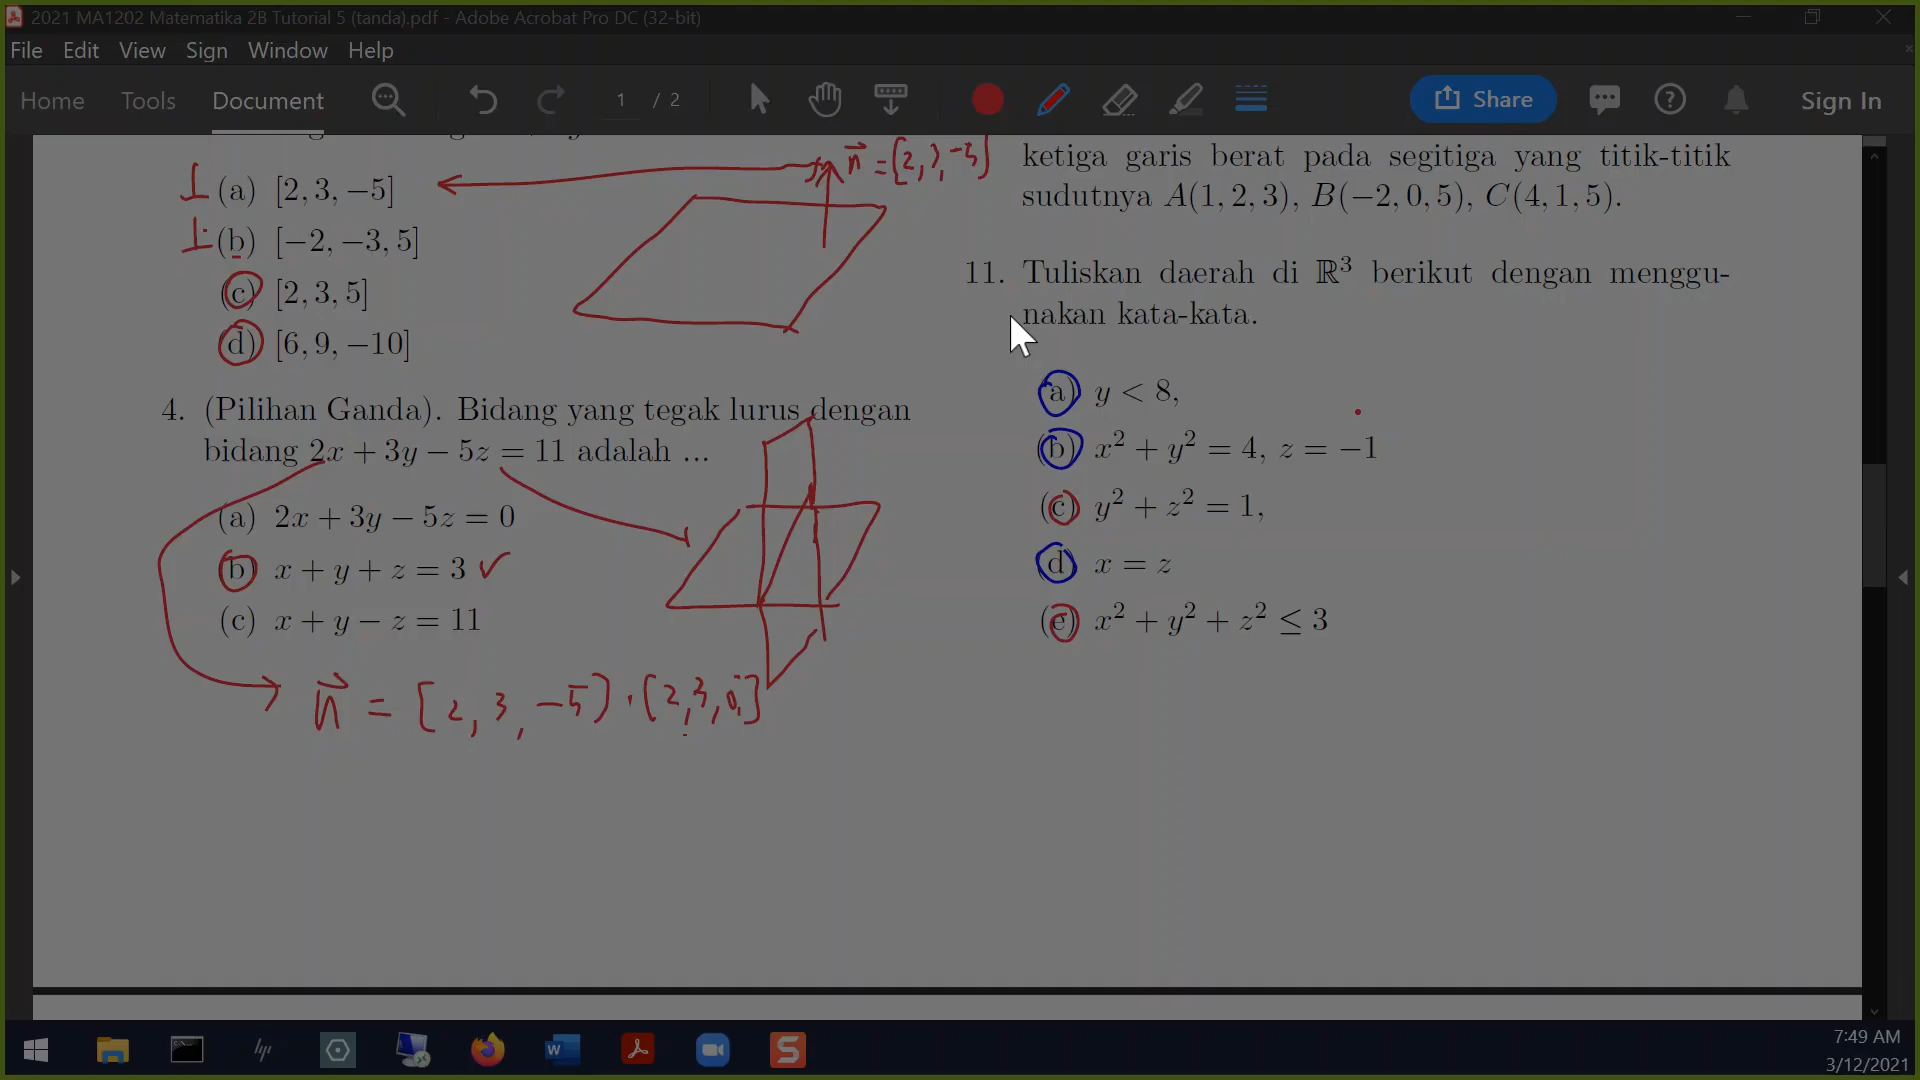 2021 MA1202 Matematika 2B Tutorial 5 (tanda).pdf - Adobe Acrobat Pro DC (32-bit)
File Edit View Sign Window Help
Home Tools Document 1 / 2 Share Sign In
⊥ (a) [2, 3, −5]
⊥ (b) [−2, −3, 5]
(c) [2, 3, 5]
(d) [6, 9, −10]
n⃗ = [2, 3, −5]
4. (Pilihan Ganda). Bidang yang tegak lurus dengan
bidang 2x + 3y − 5z = 11 adalah ...
(a) 2x + 3y − 5z = 0
(b) x + y + z = 3 ✓
(c) x + y − z = 11
n⃗ = [2, 3, −5] · [2, 3, 0]
ketiga garis berat pada segitiga yang titik-titik
sudutnya A(1, 2, 3), B(−2, 0, 5), C(4, 1, 5).
11. Tuliskan daerah di ℝ³ berikut dengan menggu-
nakan kata-kata.
(a) y < 8,
(b) x² + y² = 4, z = −1
(c) y² + z² = 1,
(d) x = z
(e) x² + y² + z² ≤ 3
7:49 AM
3/12/2021